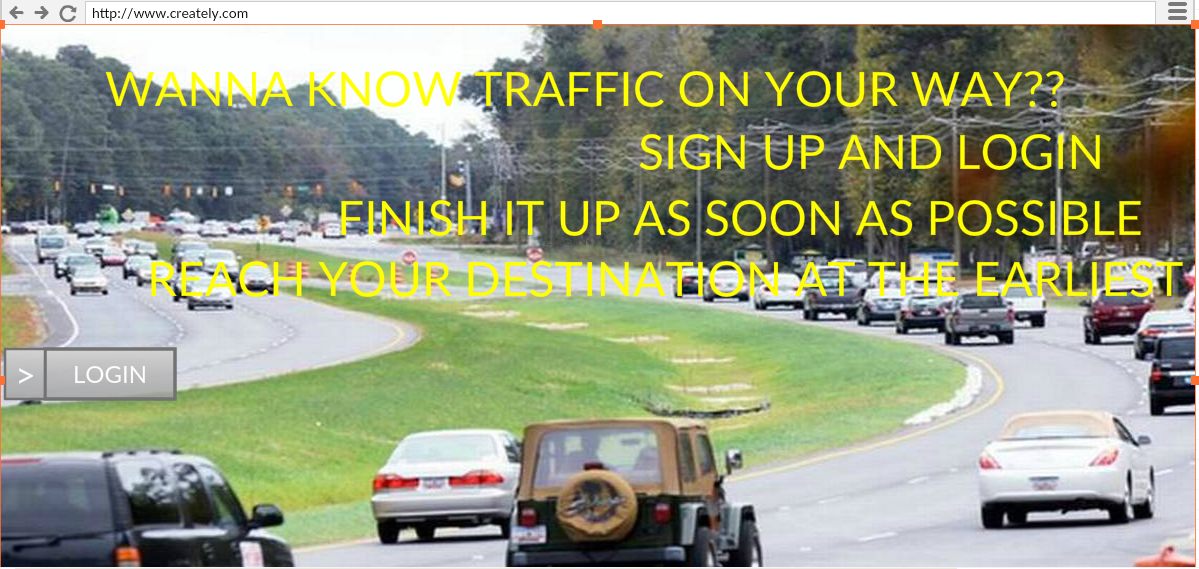 http://www.creately.com
WANNA KNOW TRAFFIC ON YOUR WAY??
SIGN UP AND LOGIN
FINISH IT UP AS SOON AS POSSIBLE
REACH YOUR DESTINATION AT THE EARLIEST
> LOGIN